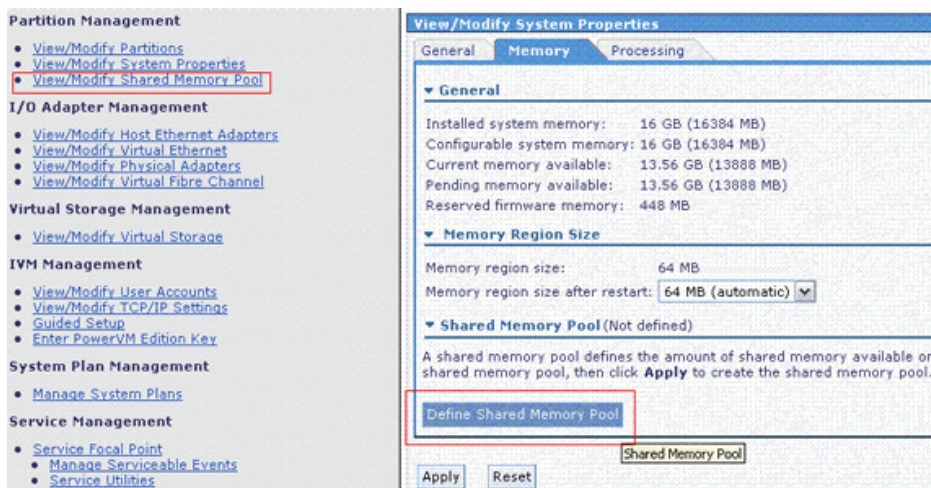 Partition Management
View/Modify Partitions
View/Modify System Properties
View/Modify Shared Memory Pool
I/O Adapter Management
View/Modify Host Ethernet Adapters
View/Modify Virtual Ethernet
View/Modify Physical Adapters
View/Modify Virtual Fibre Channel
Virtual Storage Management
View/Modify Virtual Storage
IVM Management
View/Modify User Accounts
View/Modify TCP/IP Settings
Guided Setup
Enter PowerVM Edition Key
System Plan Management
Manage System Plans
Service Management
Service Focal Point
Manage Serviceable Events
Service Utilities
View/Modify System Properties
General Memory Processing
General
Installed system memory: 16 GB (16384 MB)
Configurable system memory: 16 GB (16384 MB)
Current memory available: 13.56 GB (13888 MB)
Pending memory available: 13.56 GB (13888 MB)
Reserved firmware memory: 448 MB
Memory Region Size
Memory region size: 64 MB
Memory region size after restart: 64 MB (automatic)
Shared Memory Pool (Not defined)
A shared memory pool defines the amount of shared memory available or
shared memory pool, then click Apply to create the shared memory pool.
Define Shared Memory Pool
Shared Memory Pool
Apply Reset